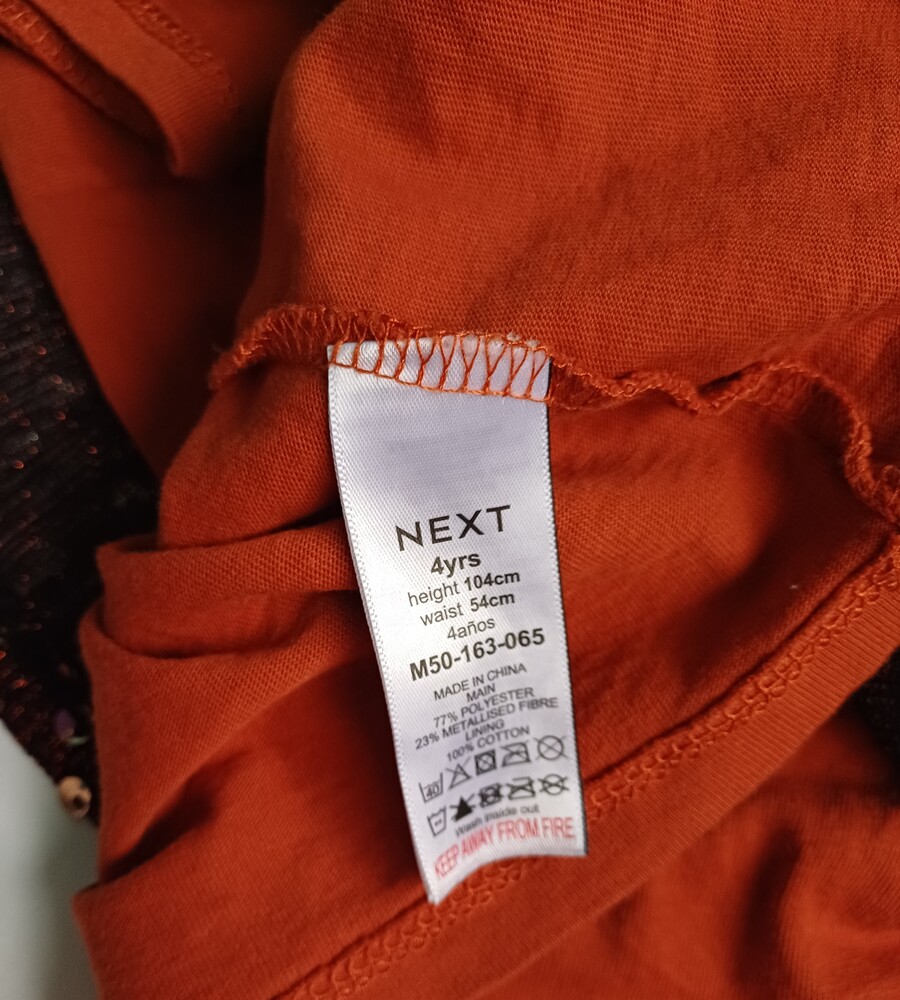 NEXT
4yrs
height 104cm
waist 54cm
4años
M50-163-065
MADE IN CHINA
MAIN
77% POLYESTER
23% METALLISED FIBRE
LINING
100% COTTON
40
Wash inside out
KEEP AWAY FROM FIRE